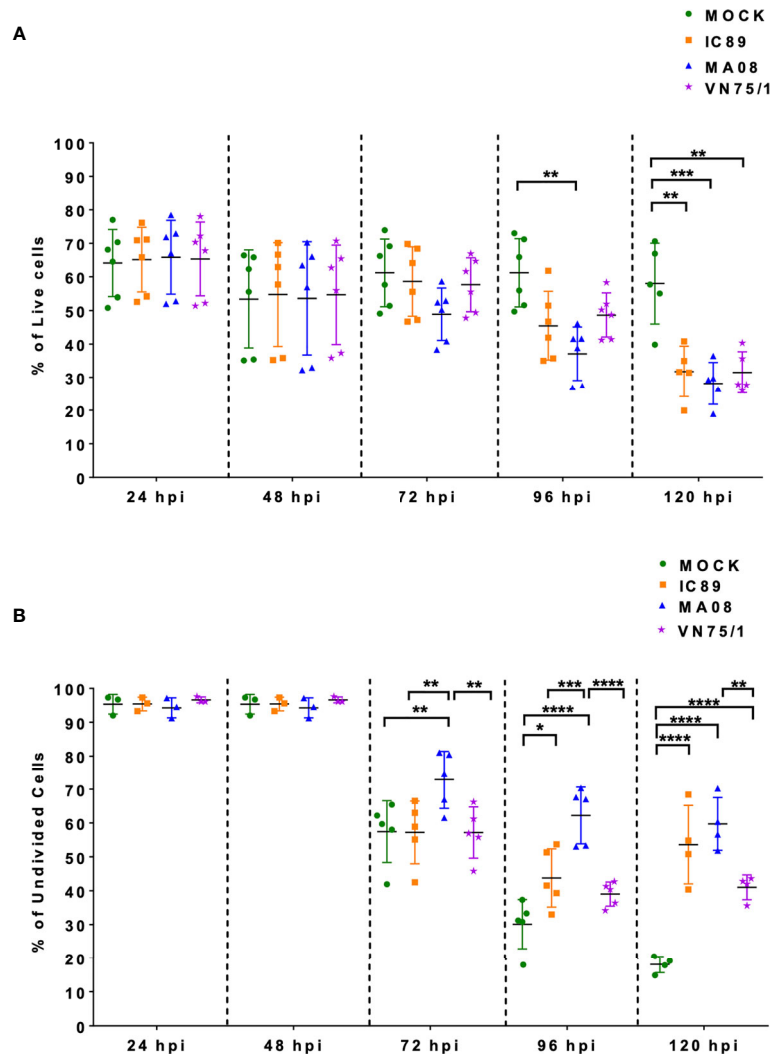 A
MOCK
IC89
MA08
VN75/1
% of Live cells
100
90
80
70
60
50
40
30
20
10
0
**
**
***
**
24 hpi 48 hpi 72 hpi 96 hpi 120 hpi
B
MOCK
IC89
MA08
VN75/1
% of Undivided Cells
100
90
80
70
60
50
40
30
20
10
0
** **
**
*** ****
****
*
**
****
****
****
24 hpi 48 hpi 72 hpi 96 hpi 120 hpi